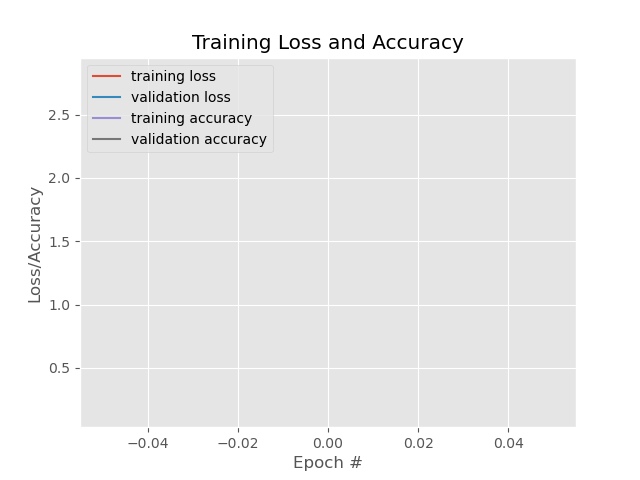 Training Loss and Accuracy
training loss
validation loss
training accuracy
validation accuracy
2.5
2.0
1.5
1.0
0.5
Loss/Accuracy
−0.04 −0.02 0.00 0.02 0.04
Epoch #